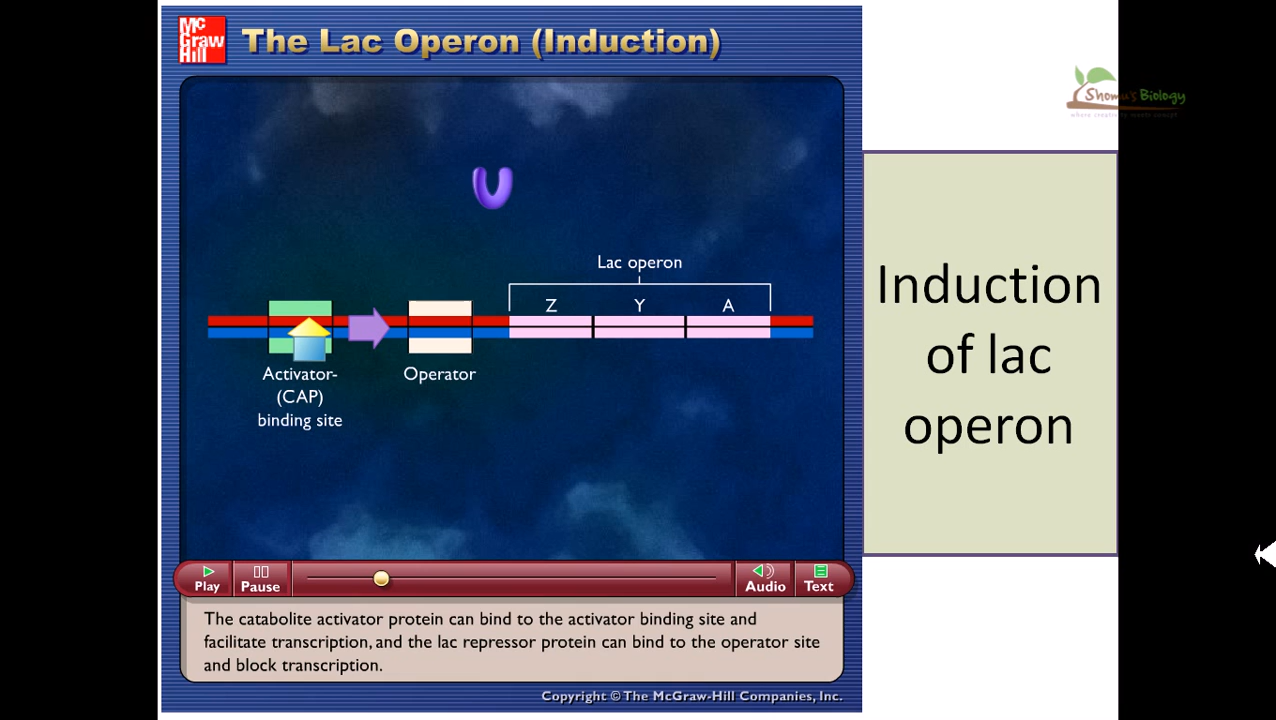 Mc
Graw
Hill
The Lac Operon (Induction)
Shomu's Biology
Lac operon
Z Y A
Activator-
(CAP)
binding site
Operator
Induction
of lac
operon
Play
Pause
Audio
Text
The catabolite activator protein can bind to the activator binding site and
facilitate transcription, and the lac repressor protein can bind to the operator site
and block transcription.
Copyright © The McGraw-Hill Companies, Inc.